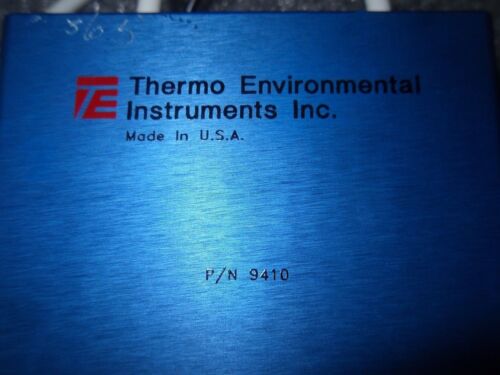 TE Thermo Environmental
Instruments Inc.
Made In U.S.A.
P/N 9410